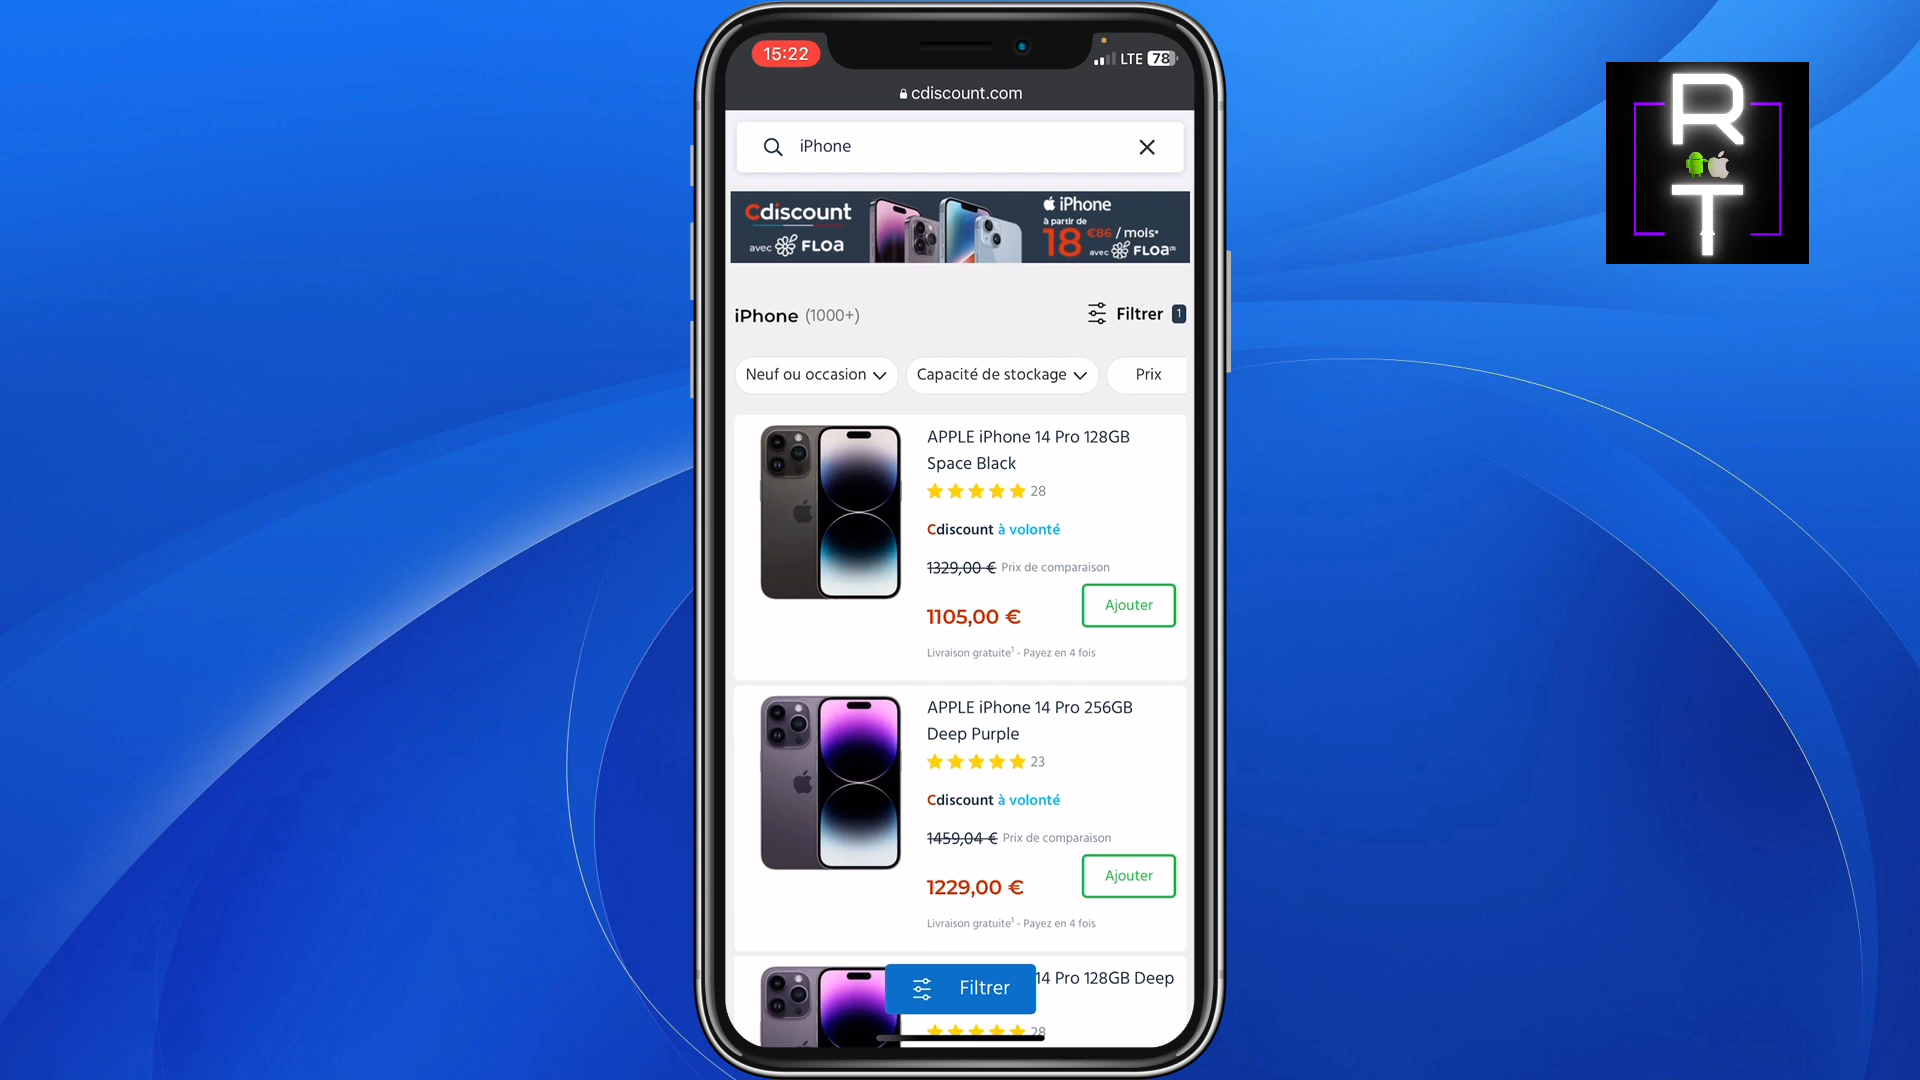 15:22
LTE 78
cdiscount.com
iPhone
Cdiscount
avec FLOA
iPhone
à partir de
18 €86 / mois*
avec FLOA(1)
R
T
iPhone (1000+)
Filtrer 1
Neuf ou occasion
Capacité de stockage
Prix
APPLE iPhone 14 Pro 128GB
Space Black
28
Cdiscount à volonté
1329,00 € Prix de comparaison
1105,00 €
Ajouter
Livraison gratuite¹ - Payez en 4 fois
APPLE iPhone 14 Pro 256GB
Deep Purple
23
Cdiscount à volonté
1459,04 € Prix de comparaison
1229,00 €
Ajouter
Livraison gratuite¹ - Payez en 4 fois
14 Pro 128GB Deep
Filtrer
28